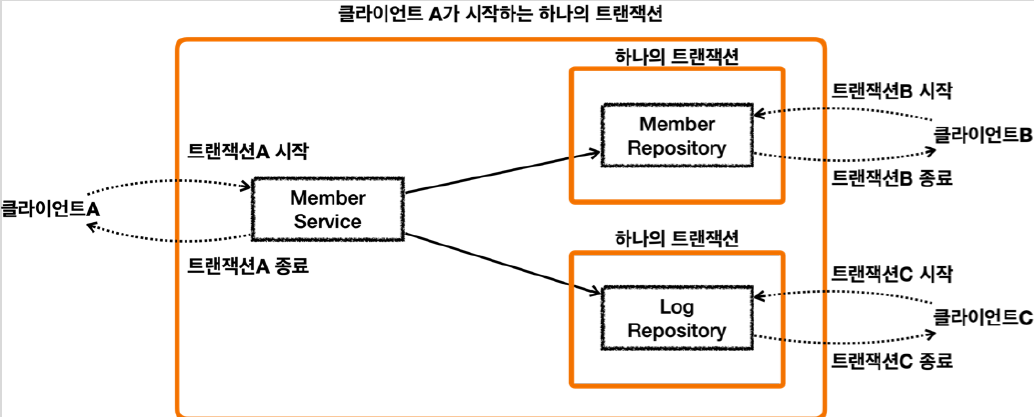 클라이언트 A가 시작하는 하나의 트랜잭션
하나의 트랜잭션
트랜잭션B 시작
Member
Repository
클라이언트B
트랜잭션B 종료
트랜잭션A 시작
클라이언트A
Member
Service
트랜잭션A 종료
하나의 트랜잭션
트랜잭션C 시작
Log
Repository
클라이언트C
트랜잭션C 종료